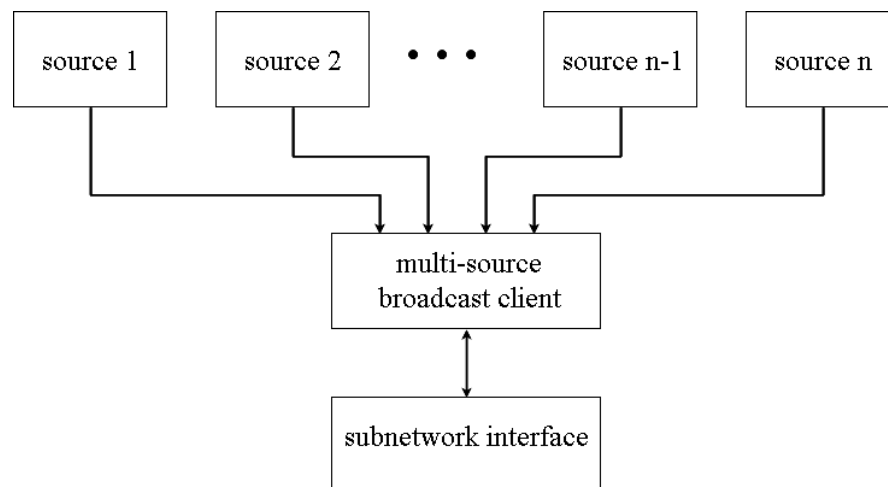 source 1
source 2
• • •
source n-1
source n
multi-source
broadcast client
subnetwork interface